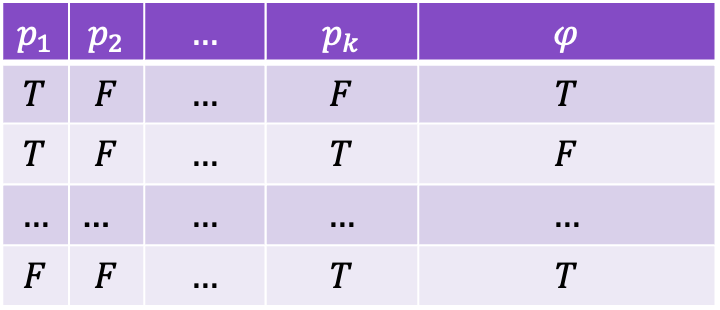 p₁ p₂ ... pₖ φ
T F ... F T
T F ... T F
... ... ... ... ...
F F ... T T